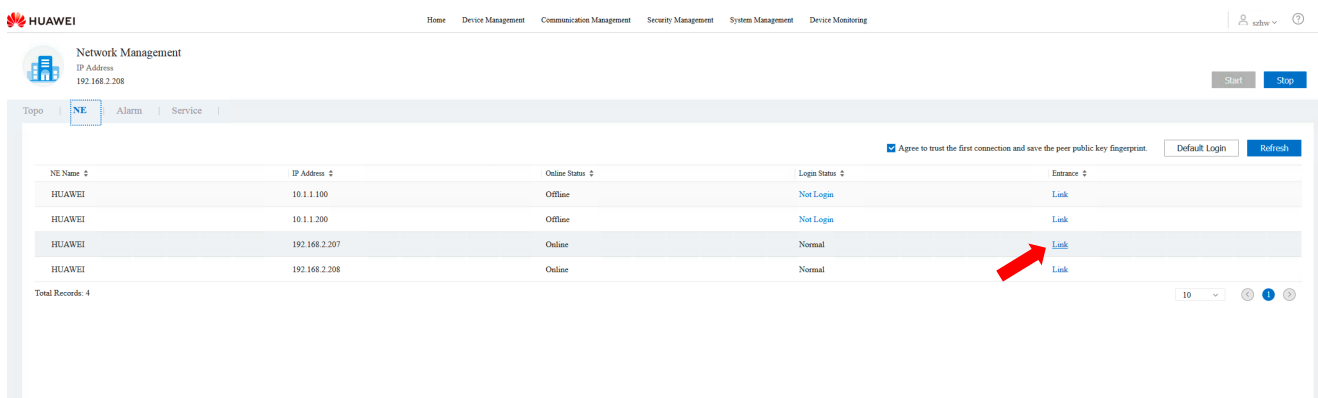 HUAWEI Home Device Management Communication Management Security Management System Management Device Monitoring szhw ?
Network Management
IP Address
192.168.2.208
Start Stop
Topo | NE | Alarm | Service |
Agree to trust the first connection and save the peer public key fingerprint. Default Login Refresh
NE Name IP Address Online Status Login Status Entrance
HUAWEI 10.1.1.100 Offline Not Login Link
HUAWEI 10.1.1.200 Offline Not Login Link
HUAWEI 192.168.2.207 Online Normal Link
HUAWEI 192.168.2.208 Online Normal Link
Total Records: 4 10 < 1 >